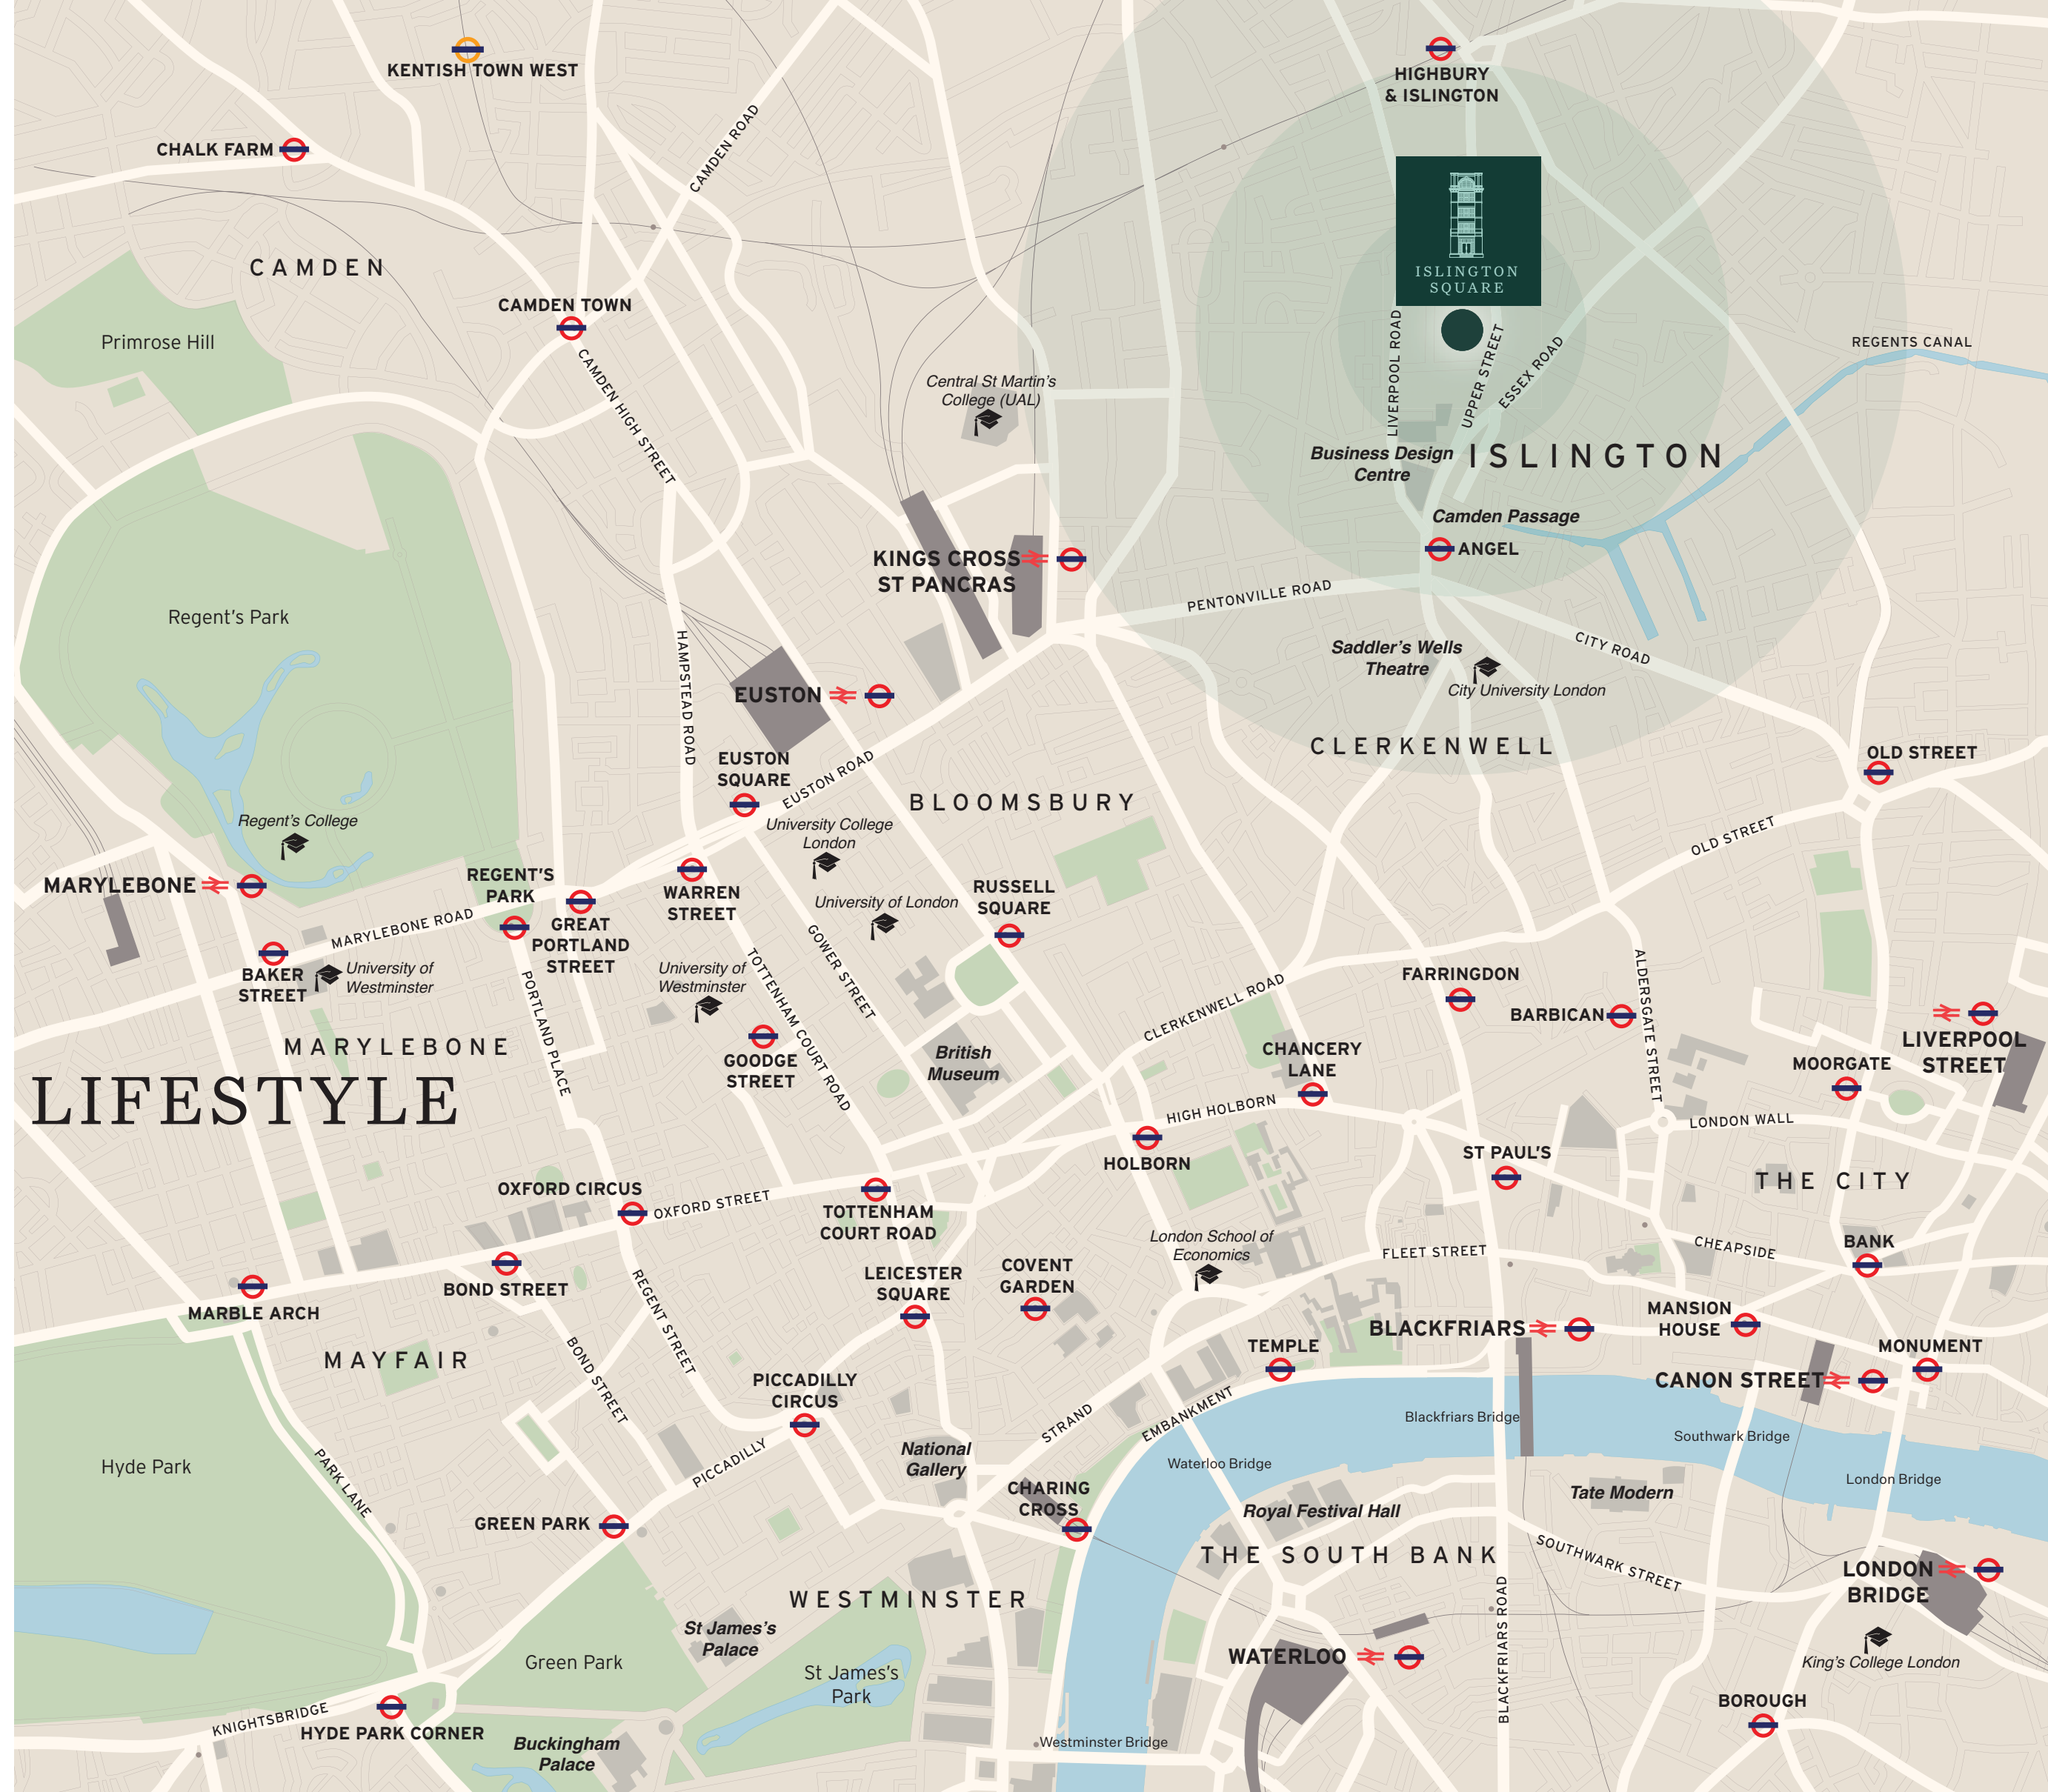 KENTISH TOWN WEST
HIGHBURY
& ISLINGTON
CHALK FARM
CAMDEN ROAD
CAMDEN
ISLINGTON
SQUARE
CAMDEN TOWN
Primrose Hill
LIVERPOOL ROAD
UPPER STREET
ESSEX ROAD
REGENTS CANAL
CAMDEN HIGH STREET
Central St Martin's
College (UAL)
Business Design
Centre
ISLINGTON
Camden Passage
ANGEL
KINGS CROSS
ST PANCRAS
PENTONVILLE ROAD
Regent's Park
HAMPSTEAD ROAD
Saddler's Wells
Theatre
CITY ROAD
City University London
EUSTON
CLERKENWELL
OLD STREET
EUSTON
SQUARE
EUSTON ROAD
BLOOMSBURY
Regent's College
University College
London
OLD STREET
MARYLEBONE
REGENT'S
PARK
WARREN
STREET
RUSSELL
SQUARE
University of London
MARYLEBONE ROAD
GREAT
PORTLAND
STREET
GOWER STREET
BAKER
STREET
University of
Westminster
University of
Westminster
TOTTENHAM COURT ROAD
PORTLAND PLACE
FARRINGDON
BARBICAN
ALDERSGATE STREET
CLERKENWELL ROAD
LIVERPOOL
STREET
MARYLEBONE
GOODGE
STREET
British
Museum
CHANCERY
LANE
MOORGATE
LIFESTYLE
HIGH HOLBORN
LONDON WALL
HOLBORN
ST PAUL'S
THE CITY
OXFORD CIRCUS
OXFORD STREET
TOTTENHAM
COURT ROAD
London School of
Economics
FLEET STREET
CHEAPSIDE
BANK
BOND STREET
MARBLE ARCH
REGENT STREET
LEICESTER
SQUARE
COVENT
GARDEN
BLACKFRIARS
MANSION
HOUSE
MAYFAIR
BOND STREET
TEMPLE
MONUMENT
CANON STREET
PICCADILLY
CIRCUS
STRAND
EMBANKMENT
Blackfriars Bridge
Southwark Bridge
Hyde Park
PARK LANE
PICCADILLY
National
Gallery
Waterloo Bridge
London Bridge
CHARING
CROSS
Royal Festival Hall
Tate Modern
GREEN PARK
THE SOUTH BANK
SOUTHWARK STREET
LONDON
BRIDGE
WESTMINSTER
St James's
Palace
Green Park
St James's
Park
WATERLOO
BLACKFRIARS ROAD
King's College London
KNIGHTSBRIDGE
HYDE PARK CORNER
BOROUGH
Buckingham
Palace
Westminster Bridge